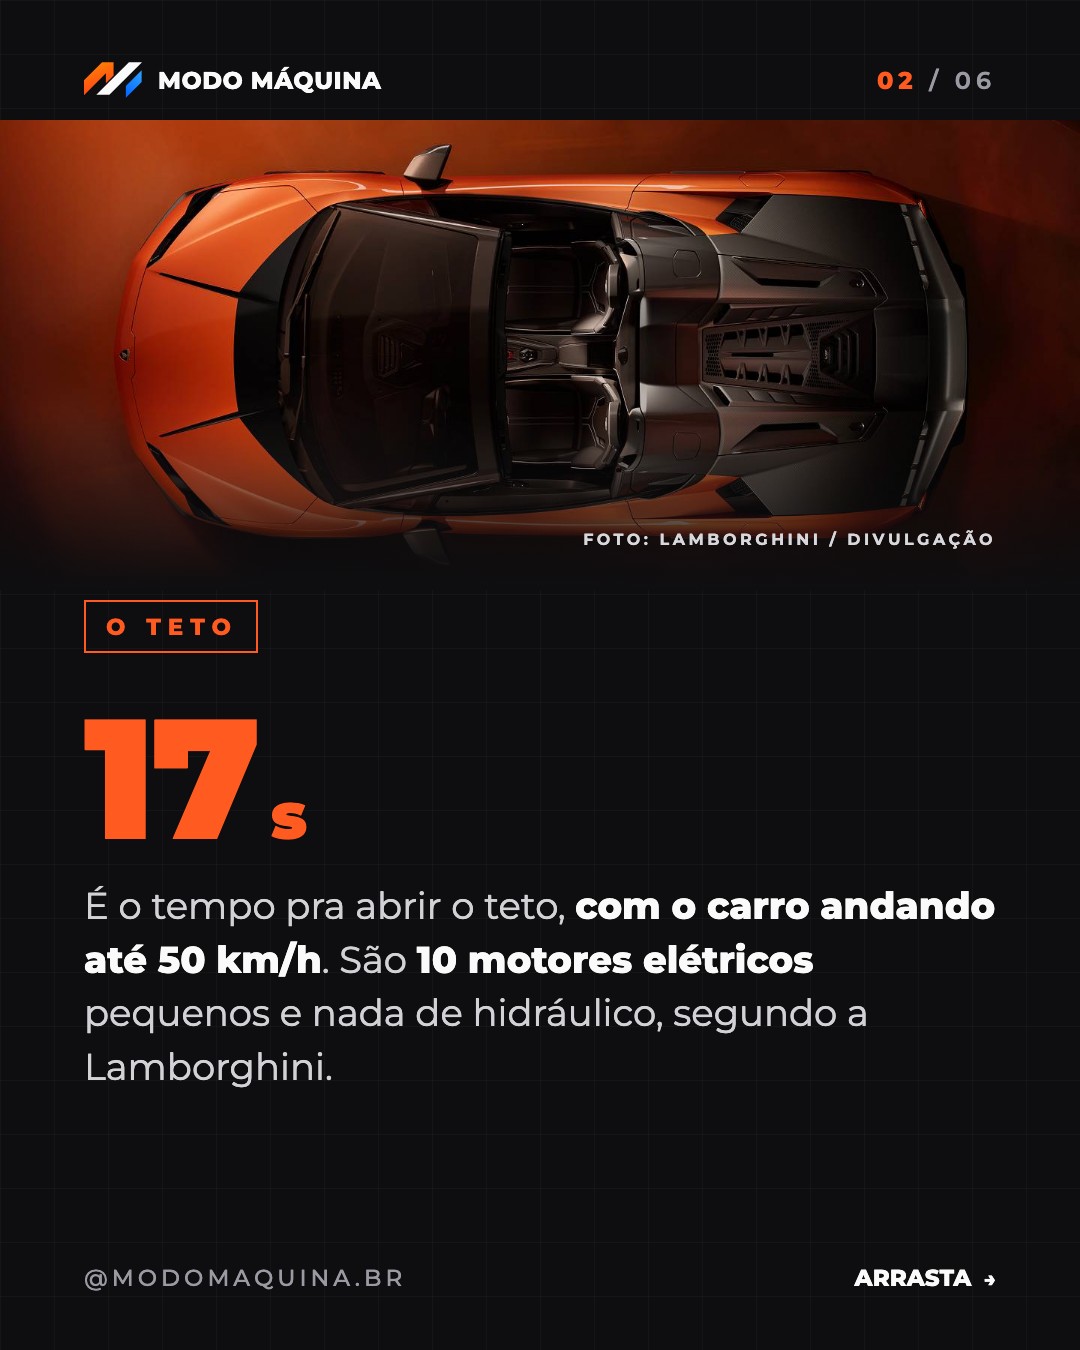 MODO MÁQUINA
02 / 06
FOTO: LAMBORGHINI / DIVULGAÇÃO
O TETO
17 s
É o tempo pra abrir o teto, com o carro andando
até 50 km/h. São 10 motores elétricos
pequenos e nada de hidráulico, segundo a
Lamborghini.
@MODOMAQUINA.BR
ARRASTA →